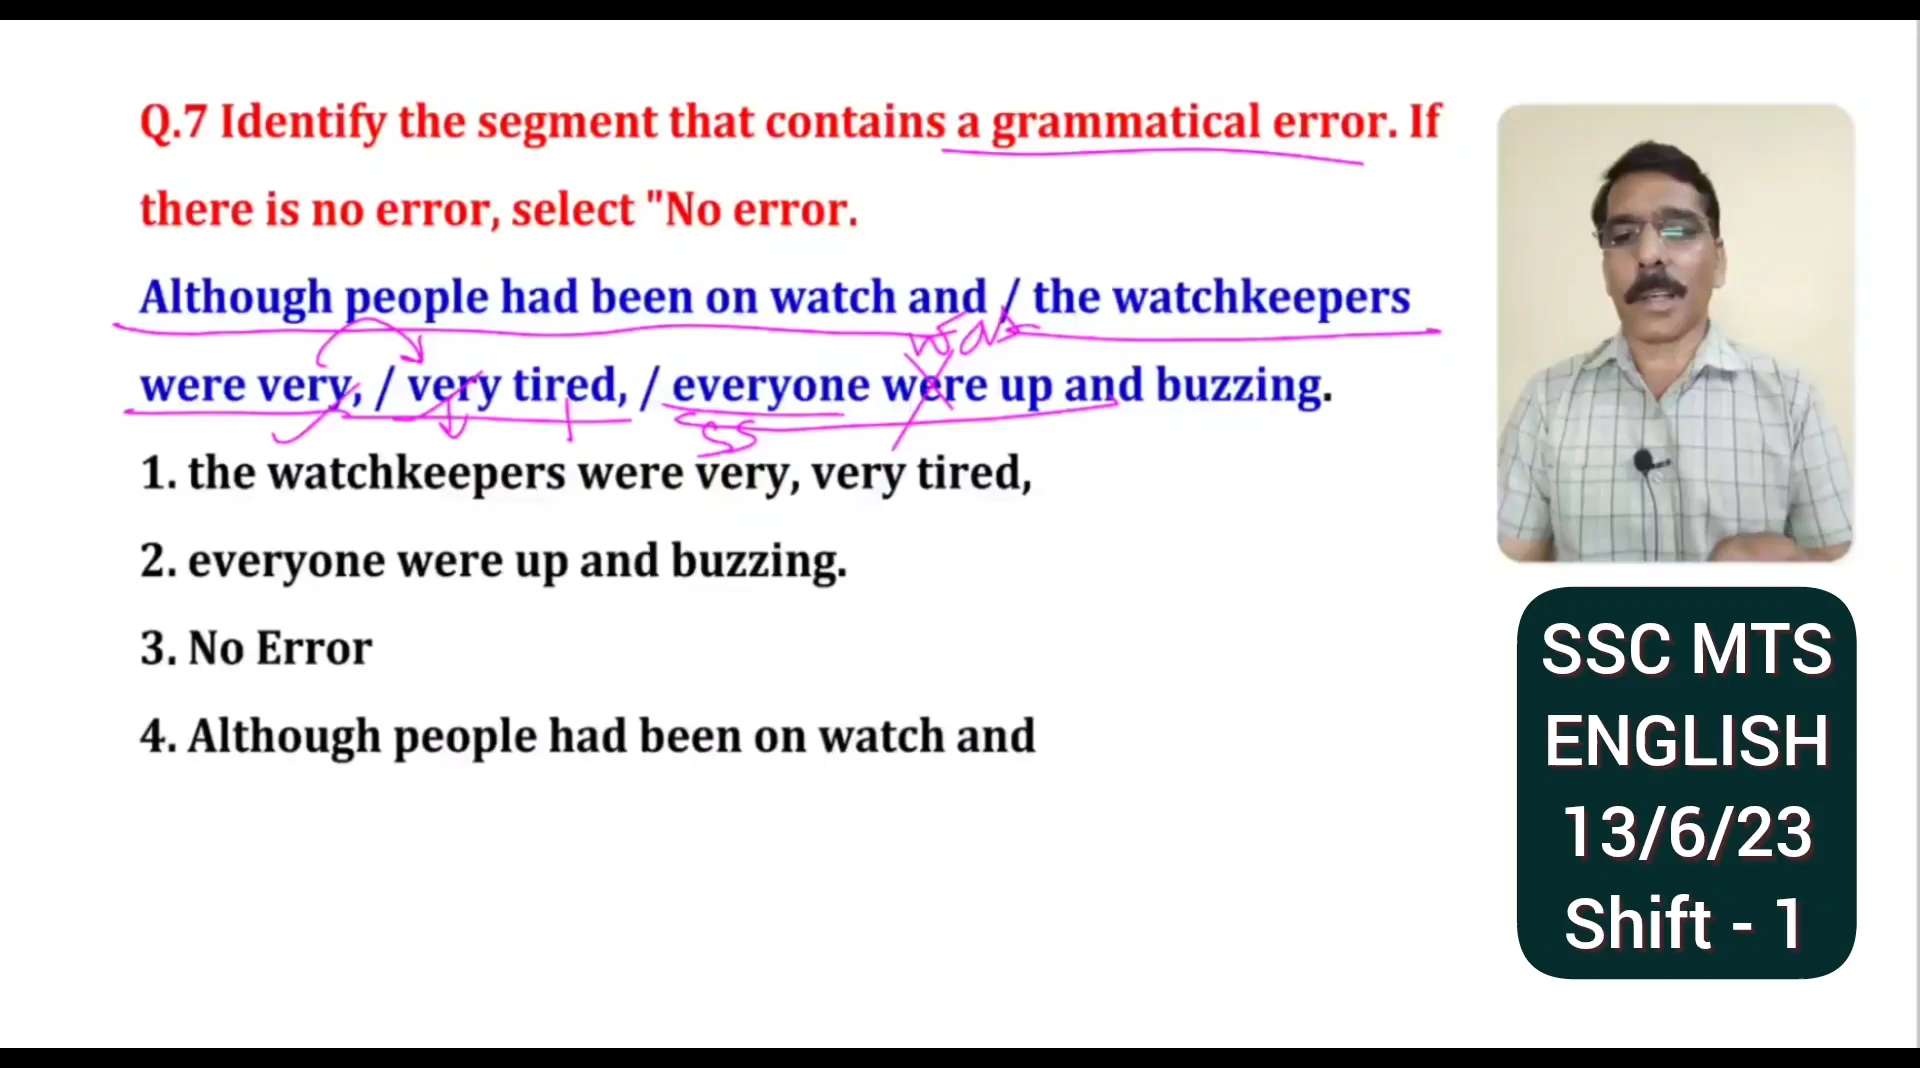 Q.7 Identify the segment that contains a grammatical error. If
there is no error, select "No error.
Although people had been on watch and / the watchkeepers
was
were very, / very tired, / everyone were up and buzzing.
SS
1. the watchkeepers were very, very tired,
2. everyone were up and buzzing.
3. No Error
4. Although people had been on watch and
SSC MTS
ENGLISH
13/6/23
Shift - 1